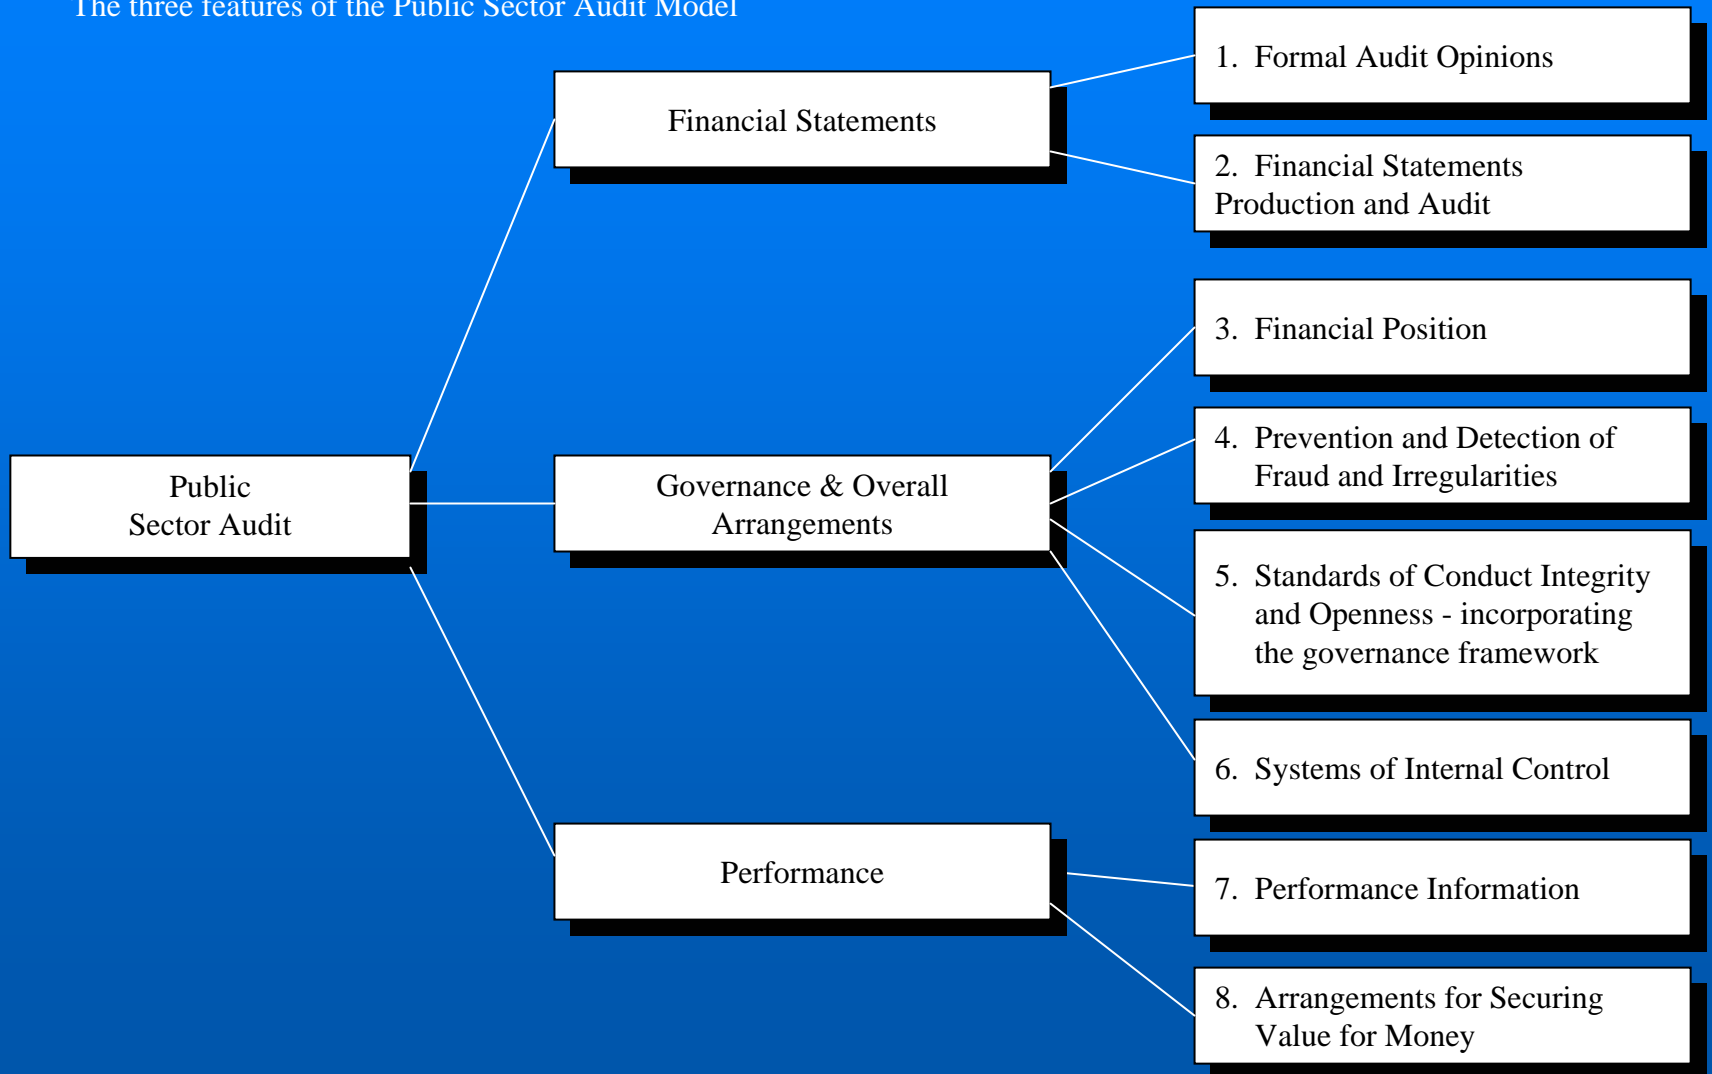 The three features of the Public Sector Audit Model
1. Formal Audit Opinions
Financial Statements
2. Financial Statements
Production and Audit
3. Financial Position
4. Prevention and Detection of
Fraud and Irregularities
Public
Sector Audit
Governance & Overall
Arrangements
5. Standards of Conduct Integrity
and Openness - incorporating
the governance framework
6. Systems of Internal Control
Performance
7. Performance Information
8. Arrangements for Securing
Value for Money